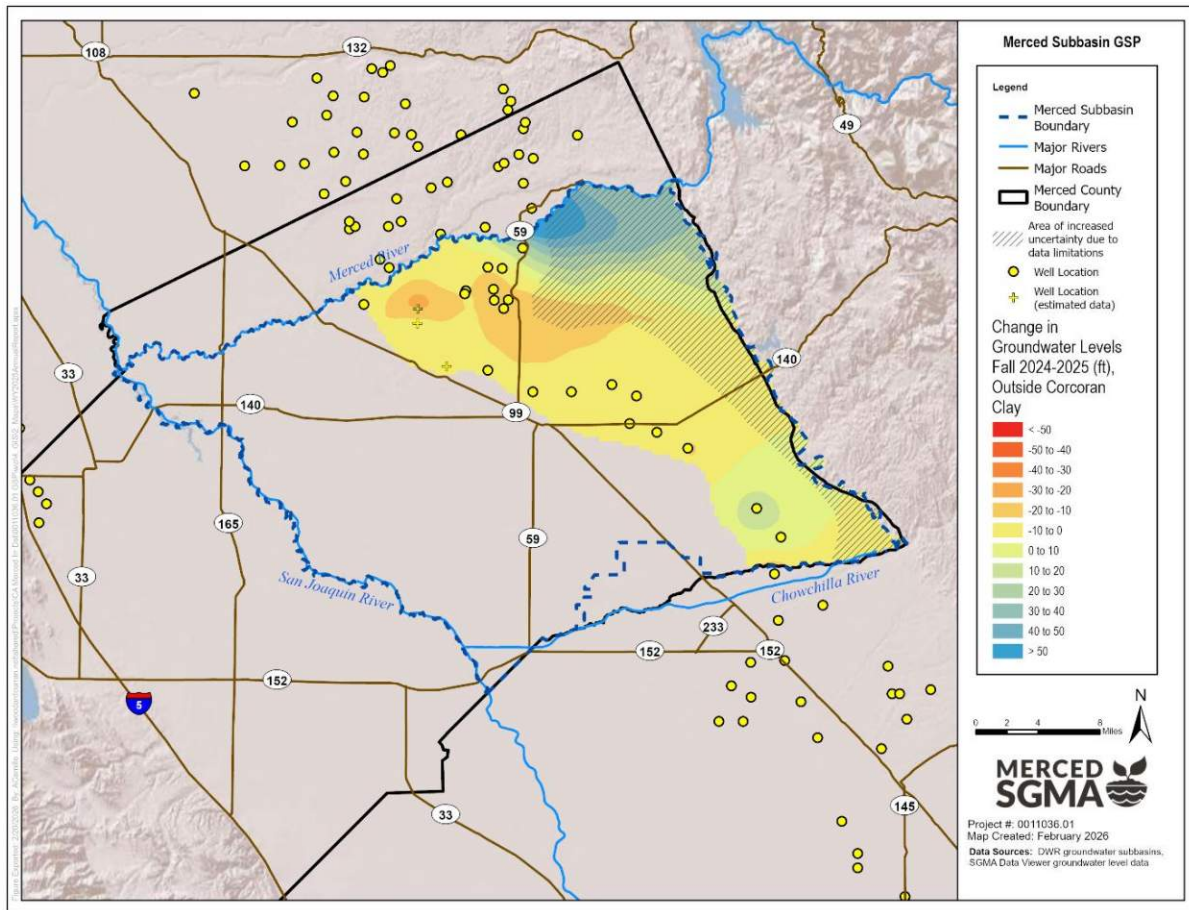 Merced Subbasin GSP
Legend
Merced Subbasin
Boundary
Major Rivers
Major Roads
Merced County
Boundary
Area of increased
uncertainty due to
data limitations
Well Location
Well Location
(estimated data)
Change in
Groundwater Levels
Fall 2024-2025 (ft),
Outside Corcoran
Clay
< -50
-50 to -40
-40 to -30
-30 to -20
-20 to -10
-10 to 0
0 to 10
10 to 20
20 to 30
30 to 40
40 to 50
> 50
N
0 2 4 8
Miles
MERCED
SGMA
Project #: 0011036.01
Map Created: February 2026
Data Sources: DWR groundwater subbasins,
SGMA Data Viewer groundwater level data
108
132
49
59
Merced River
33
140
140
99
165
59
33
San Joaquin River
Chowchilla River
233
152
152
152
5
33
145